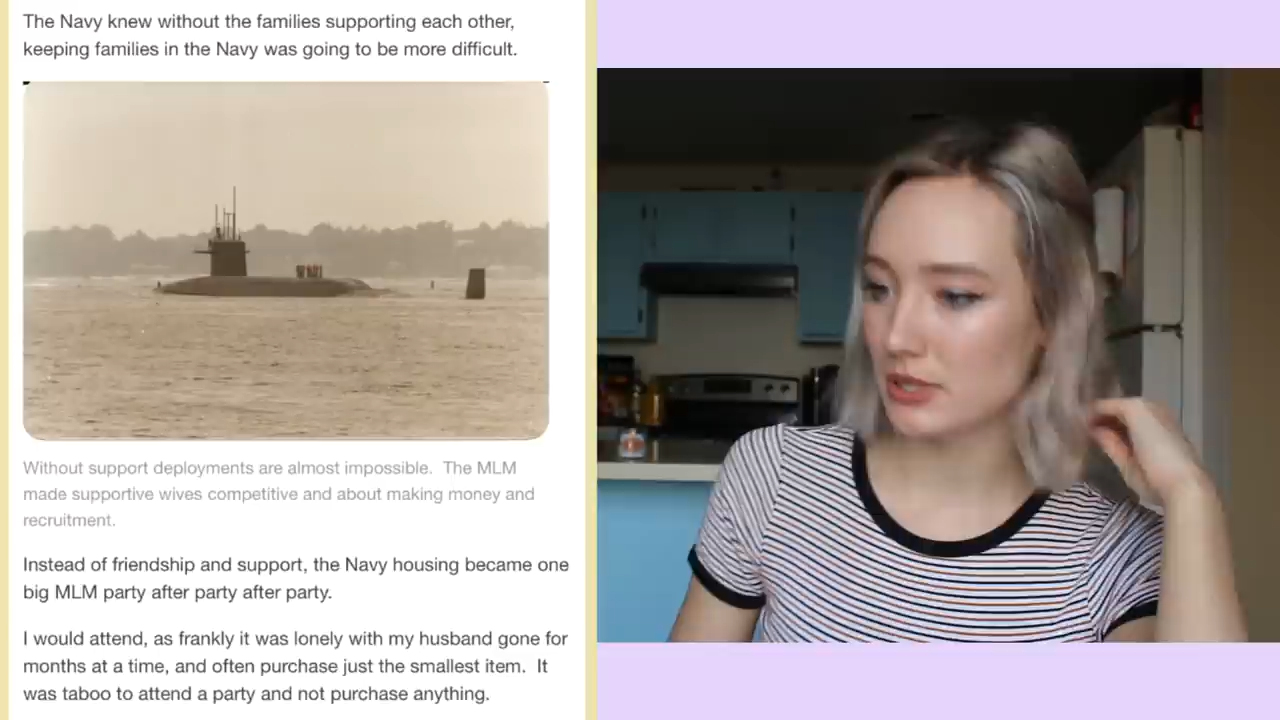 The Navy knew without the families supporting each other,
keeping families in the Navy was going to be more difficult.
Without support deployments are almost impossible.  The MLM
made supportive wives competitive and about making money and
recruitment.
Instead of friendship and support, the Navy housing became one
big MLM party after party after party.
I would attend, as frankly it was lonely with my husband gone for
months at a time, and often purchase just the smallest item.  It
was taboo to attend a party and not purchase anything.